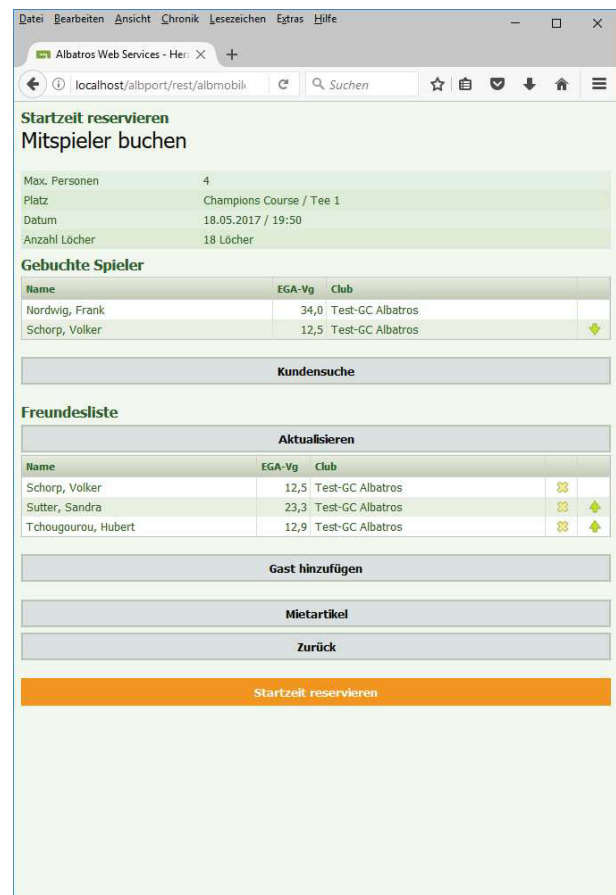 Datei Bearbeiten Ansicht Chronik Lesezeichen Extras Hilfe
Albatros Web Services - Her
localhost/albport/rest/albmobile Suchen
Startzeit reservieren
Mitspieler buchen
Max. Personen 4
Platz Champions Course / Tee 1
Datum 18.05.2017 / 19:50
Anzahl Löcher 18 Löcher
Gebuchte Spieler
Name EGA-Vg Club
Nordwig, Frank 34,0 Test-GC Albatros
Schorp, Volker 12,5 Test-GC Albatros
Kundensuche
Freundesliste
Aktualisieren
Name EGA-Vg Club
Schorp, Volker 12,5 Test-GC Albatros
Sutter, Sandra 23,3 Test-GC Albatros
Tchougourou, Hubert 12,9 Test-GC Albatros
Gast hinzufügen
Mietartikel
Zurück
Startzeit reservieren